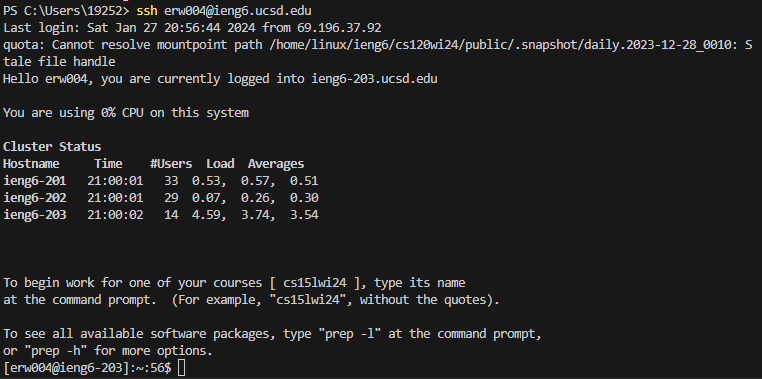 PS C:\Users\19252> ssh erw004@ieng6.ucsd.edu
Last login: Sat Jan 27 20:56:44 2024 from 69.196.37.92
quota: Cannot resolve mountpoint path /home/linux/ieng6/cs120wi24/public/.snapshot/daily.2023-12-28_0010: S
tale file handle
Hello erw004, you are currently logged into ieng6-203.ucsd.edu
You are using 0% CPU on this system
Cluster Status
Hostname     Time    #Users  Load  Averages
ieng6-201   21:00:01   33  0.53,  0.57,  0.51
ieng6-202   21:00:01   29  0.07,  0.26,  0.30
ieng6-203   21:00:02   14  4.59,  3.74,  3.54
To begin work for one of your courses [ cs15lwi24 ], type its name
at the command prompt.  (For example, "cs15lwi24", without the quotes).
To see all available software packages, type "prep -l" at the command prompt,
or "prep -h" for more options.
[erw004@ieng6-203]:~:56$